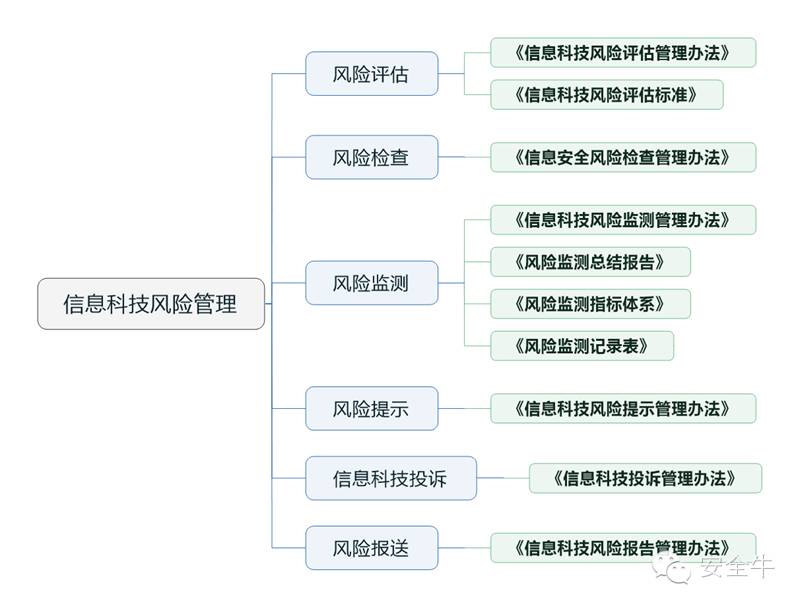 信息科技风险管理
风险评估
《信息科技风险评估管理办法》
《信息科技风险评估标准》
风险检查
《信息安全风险检查管理办法》
风险监测
《信息科技风险监测管理办法》
《风险监测总结报告》
《风险监测指标体系》
《风险监测记录表》
风险提示
《信息科技风险提示管理办法》
信息科技投诉
《信息科技投诉管理办法》
风险报送
《信息科技风险报告管理办法》
安全牛